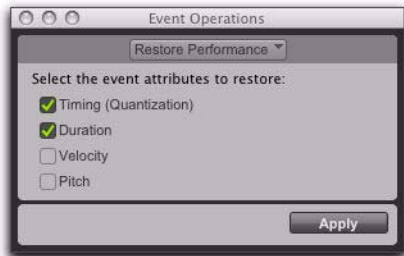 Event Operations
Restore Performance
Select the event attributes to restore:
Timing (Quantization)
Duration
Velocity
Pitch
Apply